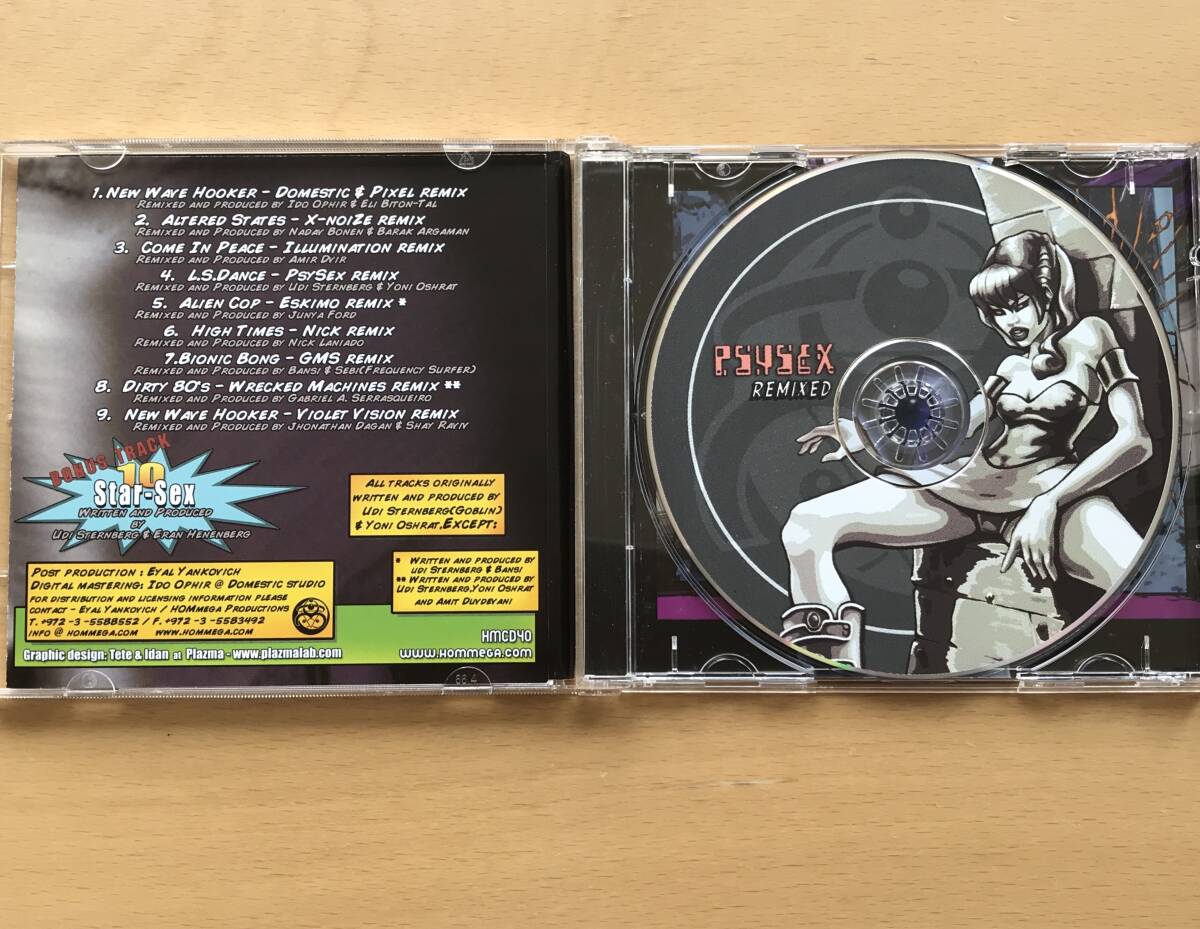 1. New Wave Hooker – Domestic & Pixel remix
Remixed and produced by Ido Ophir & Eli Biton-Tal
2. Altered States – X-noiZe remix
Remixed and produced by Nadav Bonen & Barak Argaman
3. Come In Peace – Illumination remix
Remixed and produced by Amir Dvir
4. L.S.Dance – PsySex remix
Remixed and produced by Udi Sternberg & Yoni Oshrat
5. Alien Cop – Eskimo remix *
Remixed and produced by Junya Ford
6. High Times – Nick remix
Remixed and produced by Nick Laniado
7.Bionic Bong – GMS remix
Remixed and produced by Bansi & Sebi(Frequency Surfer)
8. Dirty 80's – Wrecked Machines remix **
Remixed and produced by Gabriel A. Serrasqueiro
9. New Wave Hooker – Violet Vision remix
Remixed and produced by Jhonathan Dagan & Shay Raviv
BONUS TRACK
10
Star-Sex
Written and Produced
by
Udi Sternberg & Eran Henenberg
All tracks originally
written and produced by
Udi Sternberg(Goblin)
& Yoni Oshrat,Except:
* Written and produced by
udi Sternberg & Bansi
** Written and produced by
Udi Sternberg,Yoni Oshrat
and Amit Duvdevani
Post production : Eyal Yankovich
Digital mastering: Ido Ophir @ Domestic studio
for distribution and licensing information please
contact - Eyal Yankovich / HOMmega Productions
T. +972 -3 -5588552 / F. +972 -3 -5583492
info @ hommega.com www.hommega.com
HMCD40
www.HOMMEGA.com
Graphic design: Tete & Idan at Plazma - www.plazmalab.com
88.4
PSYSEX
REMIXED